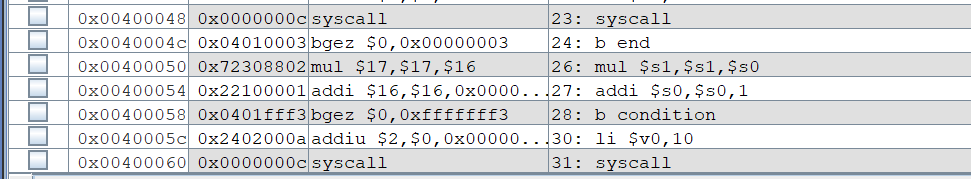 0x00400048 0x0000000c syscall 23: syscall
0x0040004c 0x04010003 bgez $0,0x00000003 24: b end
0x00400050 0x72308802 mul $17,$17,$16 26: mul $s1,$s1,$s0
0x00400054 0x22100001 addi $16,$16,0x0000... 27: addi $s0,$s0,1
0x00400058 0x0401fff3 bgez $0,0xfffffff3 28: b condition
0x0040005c 0x2402000a addiu $2,$0,0x00000... 30: li $v0,10
0x00400060 0x0000000c syscall 31: syscall